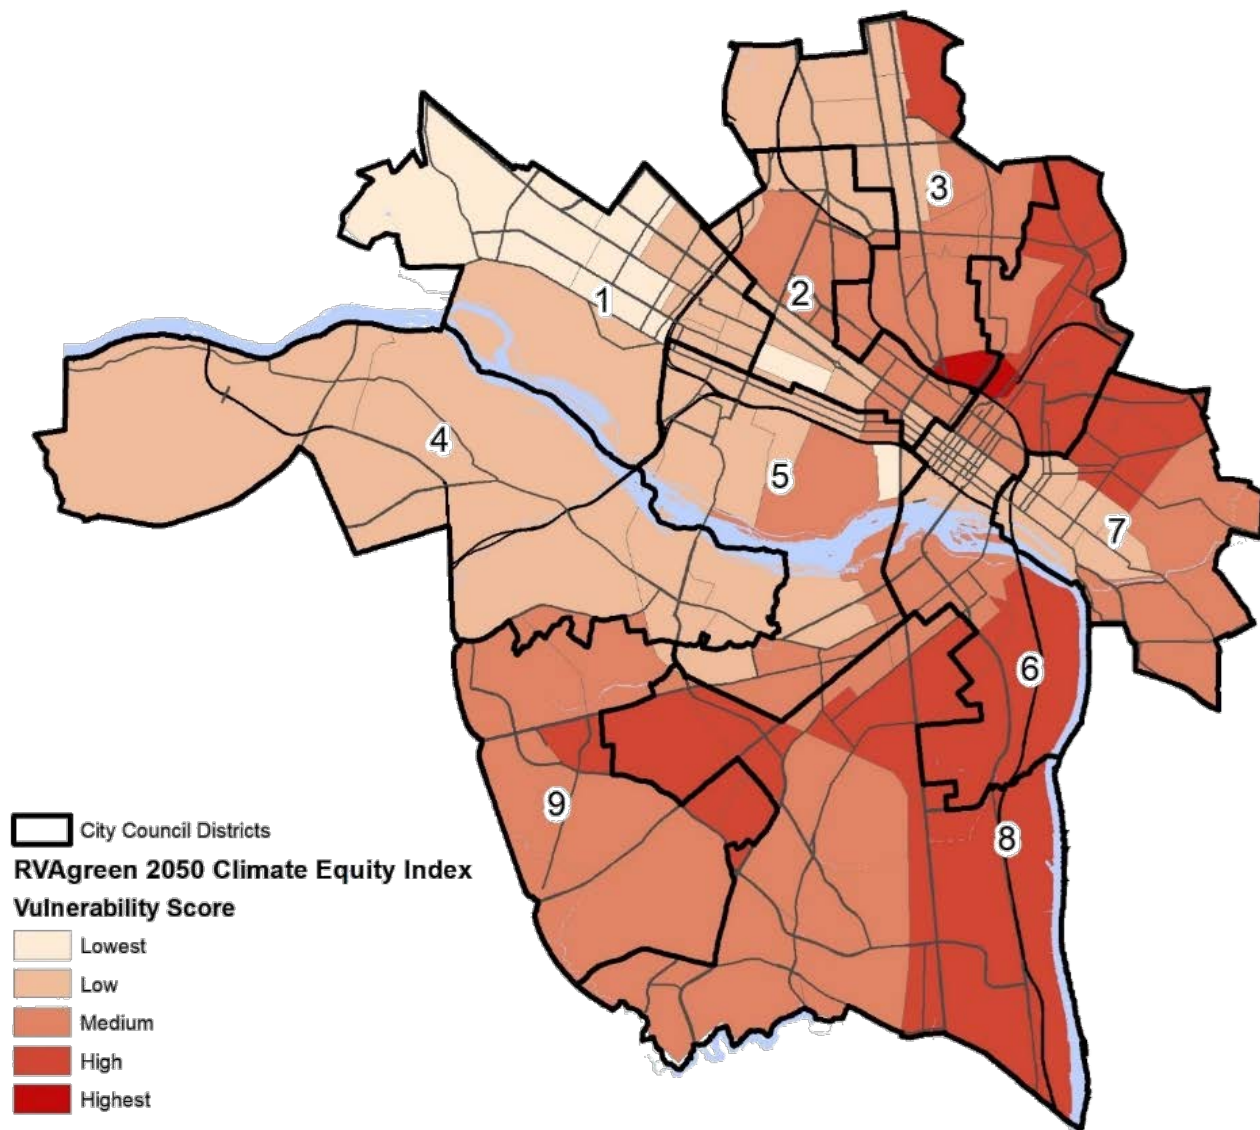 3
2
1
4
5
7
6
9
8
City Council Districts
RVAgreen 2050 Climate Equity Index
Vulnerability Score
Lowest
Low
Medium
High
Highest